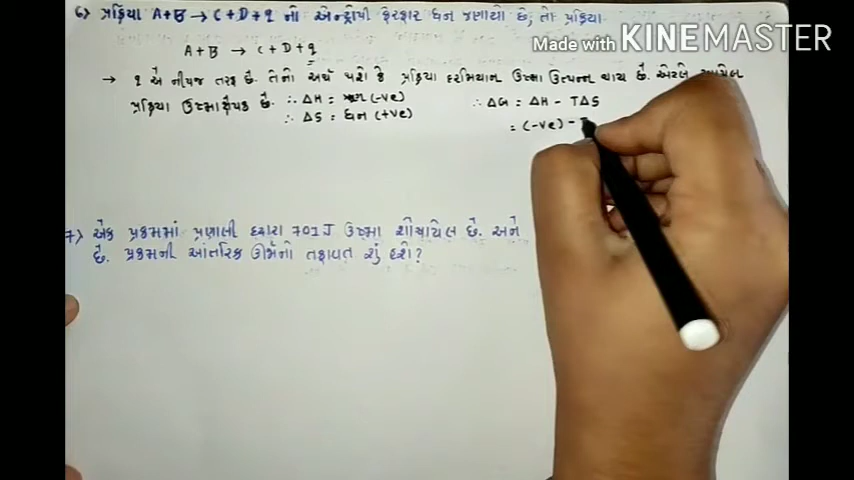 6) પ્રક્રિયા A+B → C+D+q નો એન્ટ્રોપી ફેરફાર ધન જણાયો છે, તો પ્રક્રિયા
Made with KINEMASTER
A+B → C+D+q
→ q એ નીપજ તરફ છે. તેનો અર્થ થશે કે પ્રક્રિયા દરમિયાન ઉષ્મા ઉત્પન્ન થાય છે. એટલે
પ્રક્રિયા ઉષ્માક્ષેપક છે. ∴ ΔH = ઋણ (-ve) ∴ ΔG = ΔH - TΔS
∴ ΔS = ધન (+ve) = (-ve) -
7) એક પ્રક્રમમાં પ્રણાલી દ્વારા 701J ઉષ્મા શોષાયેલ છે. અને
છે. પ્રક્રમની આંતરિક ઊર્જાનો તફાવત શું હશે?